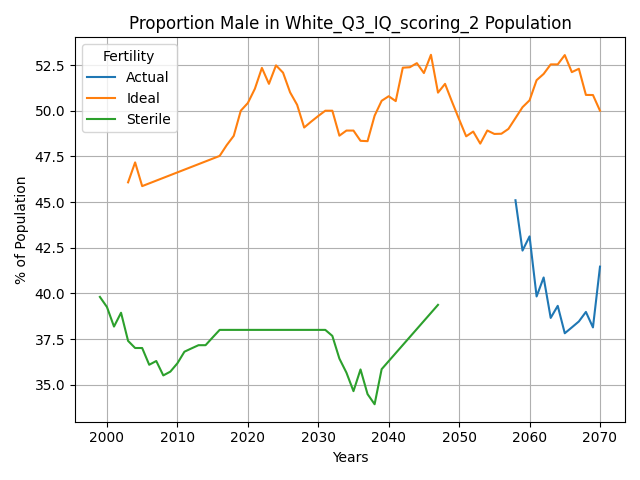 Proportion Male in White_Q3_IQ_scoring_2 Population
Fertility
Actual
Ideal
Sterile
% of Population
52.5
50.0
47.5
45.0
42.5
40.0
37.5
35.0
2000
2010
2020
2030
2040
2050
2060
2070
Years